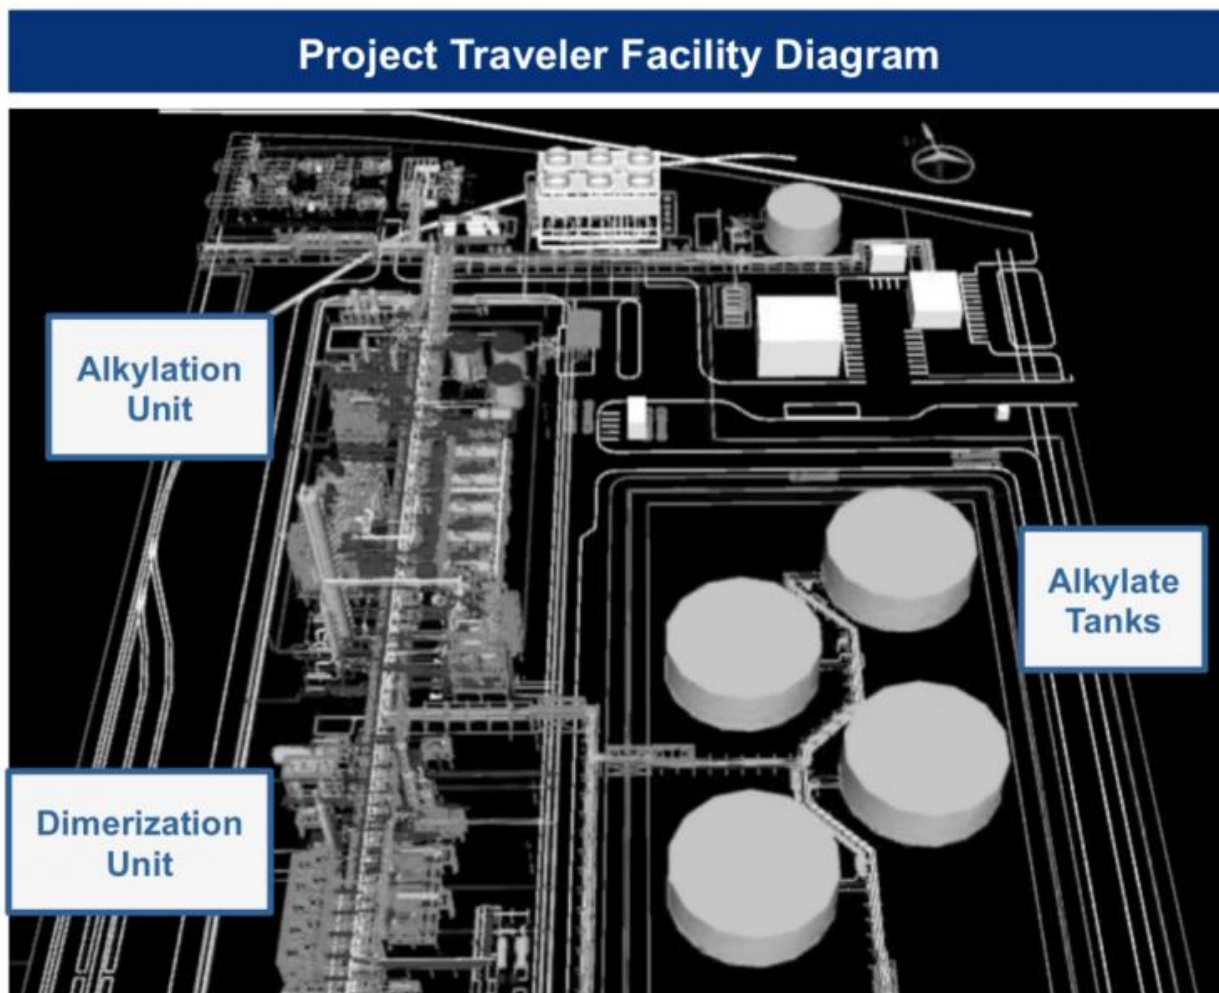 Project Traveler Facility Diagram
Alkylation
Unit
Alkylate
Tanks
Dimerization
Unit